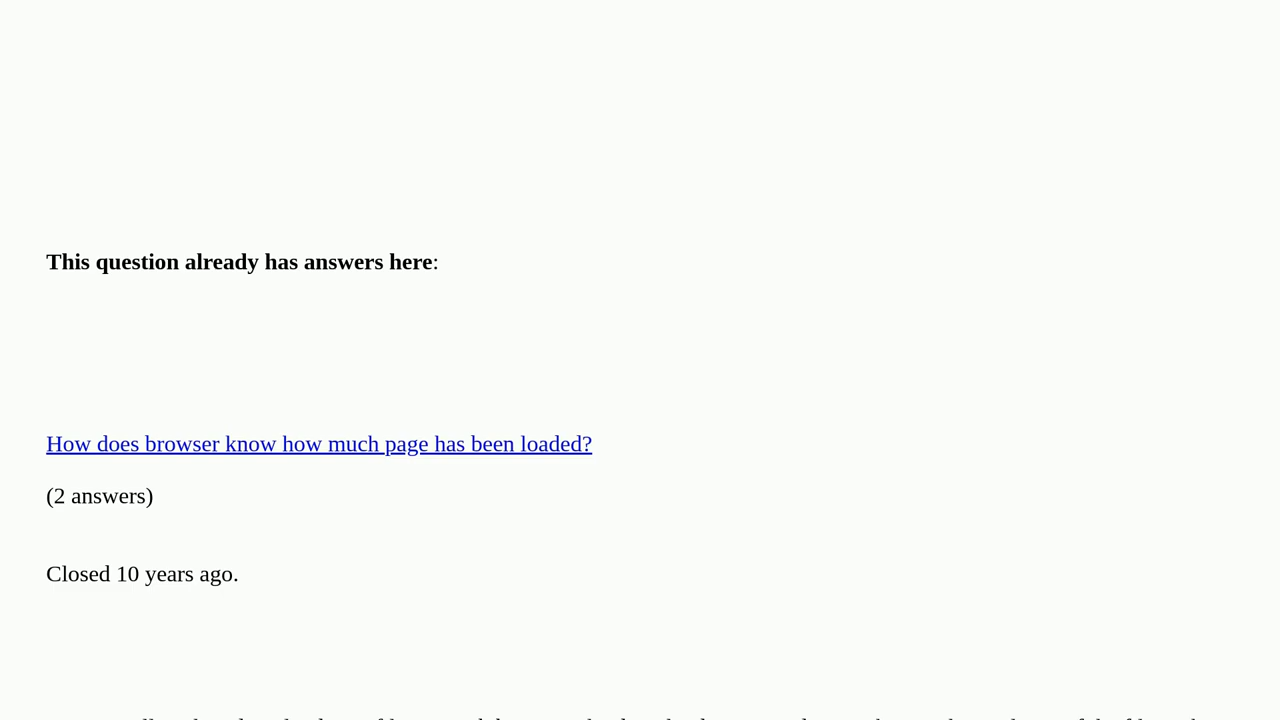 This question already has answers here:
How does browser know how much page has been loaded?
(2 answers)
Closed 10 years ago.